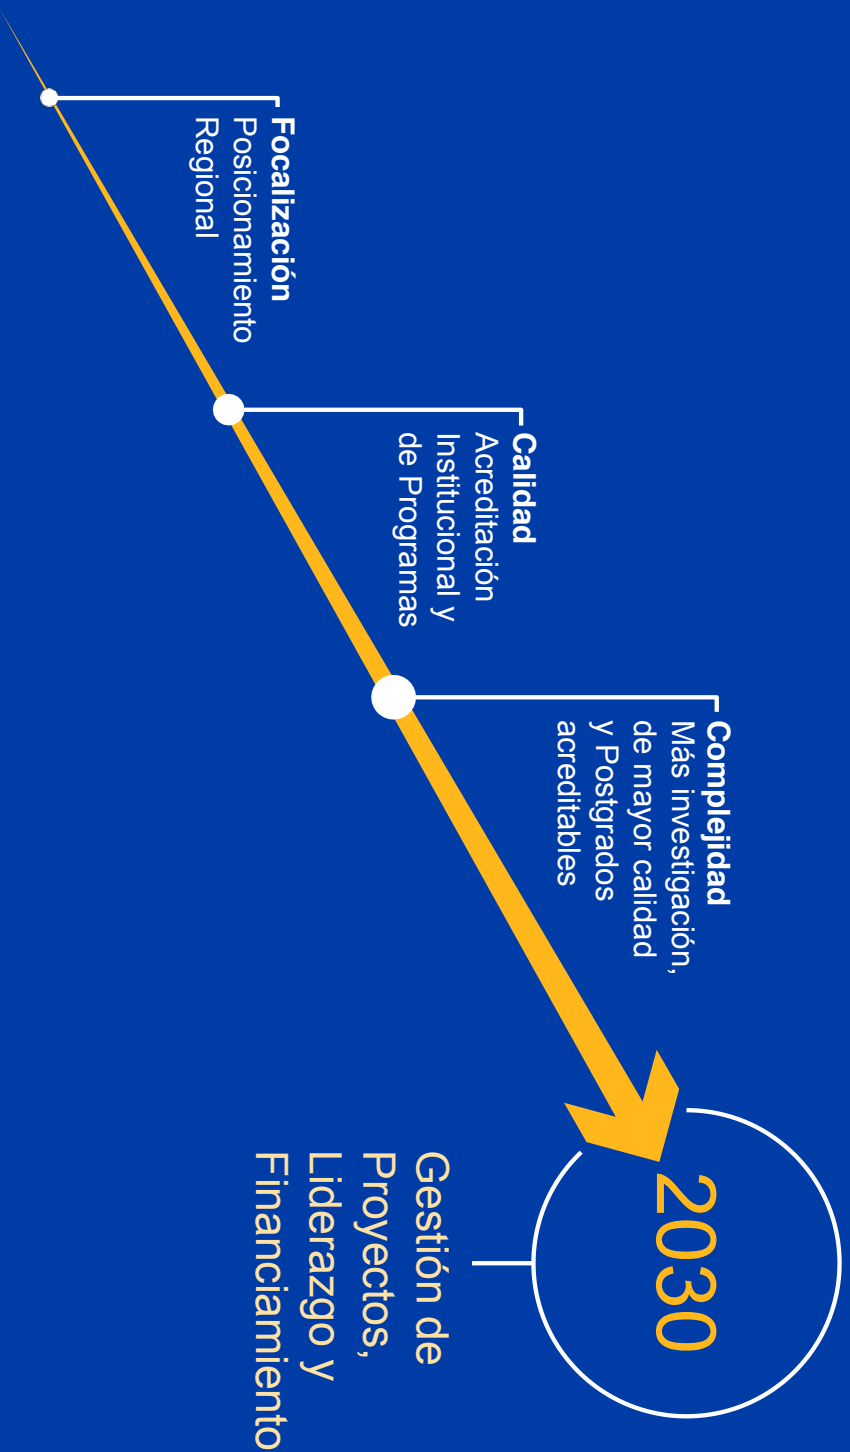 Focalización
Posicionamiento
Regional
Calidad
Acreditación
Institucional y
de Programas
Complejidad
Más investigación,
de mayor calidad
y Postgrados
acreditables
2030
Gestión de
Proyectos,
Liderazgo y
Financiamiento